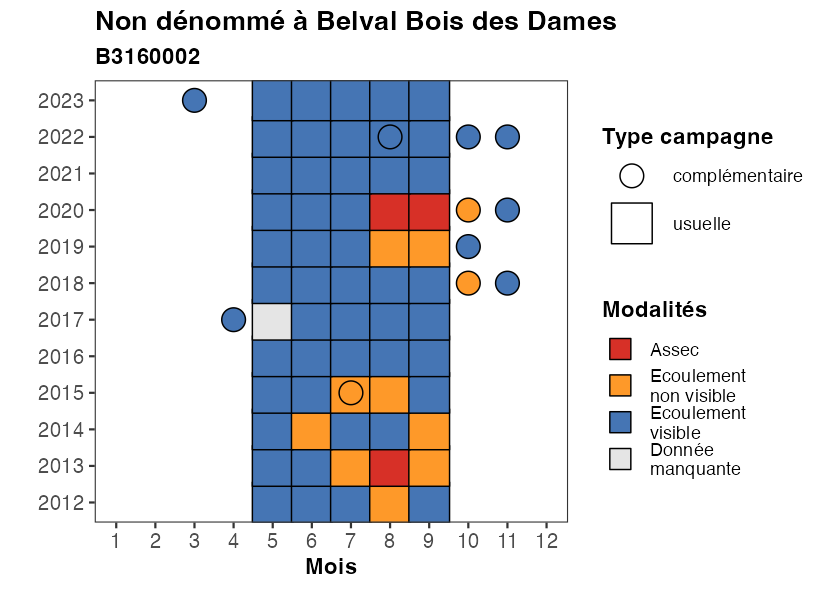 Non dénommé à Belval Bois des Dames
B3160002
2023
2022
2021
2020
2019
2018
2017
2016
2015
2014
2013
2012
1 2 3 4 5 6 7 8 9 10 11 12
Mois
Type campagne
complémentaire
usuelle
Modalités
Assec
Ecoulement
non visible
Ecoulement
visible
Donnée
manquante